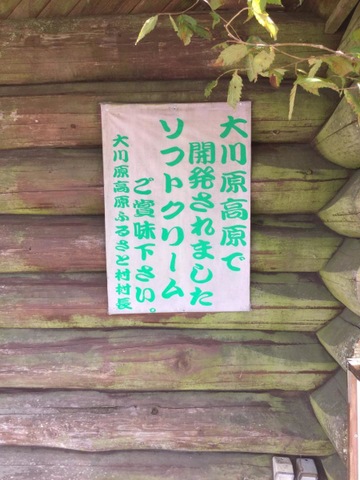 大川原高原で
開発されました
ソフトクリーム
ご賞味下さい。
大川原高原ふるさと村村長